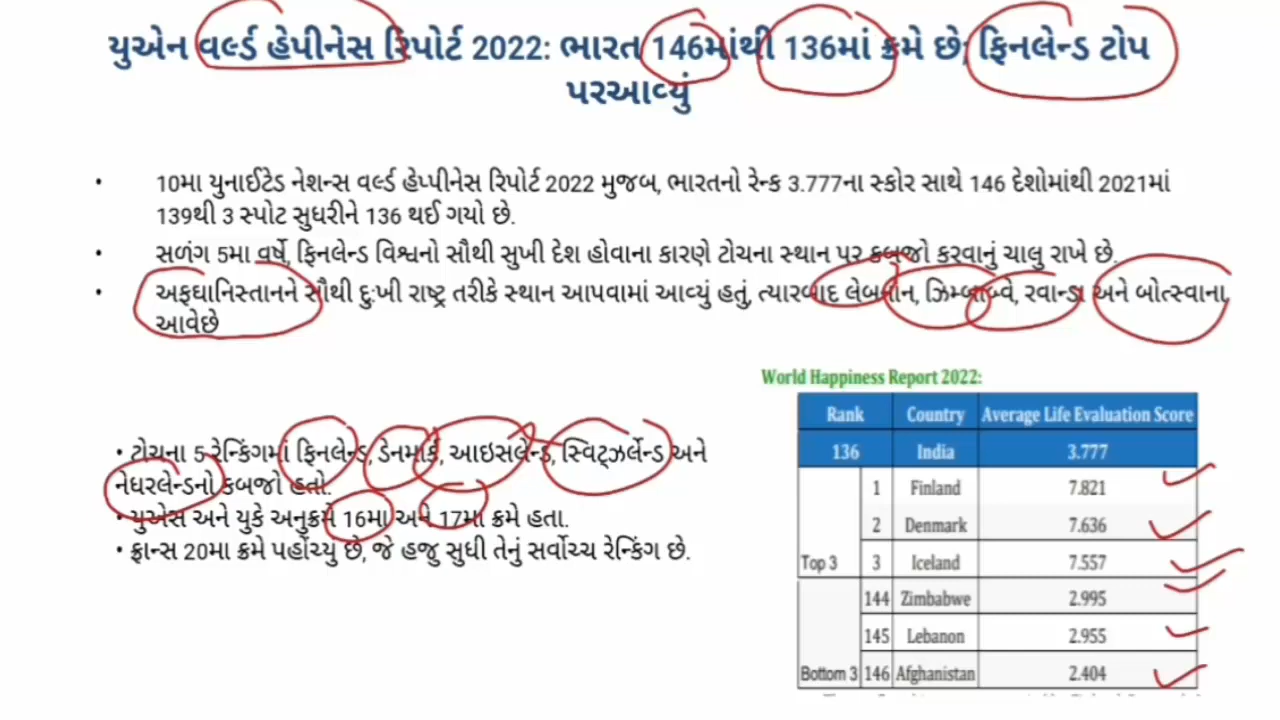 યુએન વર્લ્ડ હેપીનેસ રિપોર્ટ 2022: ભારત 146માંથી 136માં ક્રમે છે; ફિનલેન્ડ ટોપ
પરઆવ્યું
• 10મા યુનાઈટેડ નેશન્સ વર્લ્ડ હેપ્પીનેસ રિપોર્ટ 2022 મુજબ, ભારતનો રેન્ક 3.777ના સ્કોર સાથે 146 દેશોમાંથી 2021માં
139થી 3 સ્પોટ સુધરીને 136 થઈ ગયો છે.
• સળંગ 5મા વર્ષે, ફિનલેન્ડ વિશ્વનો સૌથી સુખી દેશ હોવાના કારણે ટોચના સ્થાન પર કબજો કરવાનું ચાલુ રાખે છે.
• અફઘાનિસ્તાનને સૌથી દુઃખી રાષ્ટ્ર તરીકે સ્થાન આપવામાં આવ્યું હતું, ત્યારબાદ લેબનોન, ઝિમ્બાબ્વે, રવાન્ડા અને બોત્સ્વાના
આવેછે
• ટોચના 5 રેન્કિંગમાં ફિનલેન્ડ, ડેનમાર્ક, આઇસલેન્ડ, સ્વિટ્ઝર્લેન્ડ અને
નેધરલેન્ડનો કબજો હતો.
• યુએસ અને યુકે અનુક્રમે 16મા અને 17મા ક્રમે હતા.
• ફ્રાન્સ 20મા ક્રમે પહોંચ્યુ છે, જે હજુ સુધી તેનું સર્વોચ્ચ રેન્કિંગ છે.
World Happiness Report 2022:
Rank Country Average Life Evaluation Score
136 India 3.777
1 Finland 7.821
2 Denmark 7.636
Top 3 3 Iceland 7.557
144 Zimbabwe 2.995
145 Lebanon 2.955
Bottom 3 146 Afghanistan 2.404